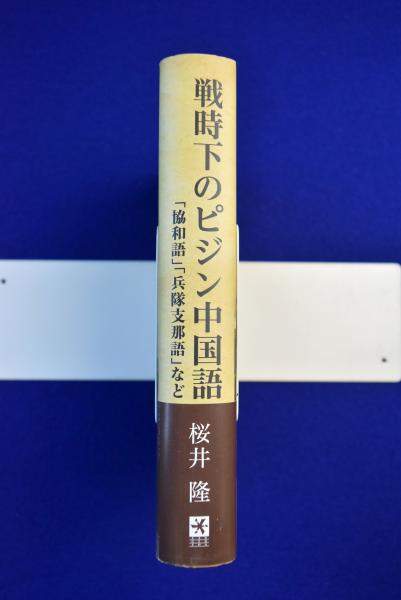 戦時下のピジン中国語
「協和語」「兵隊支那語」など
桜井 隆